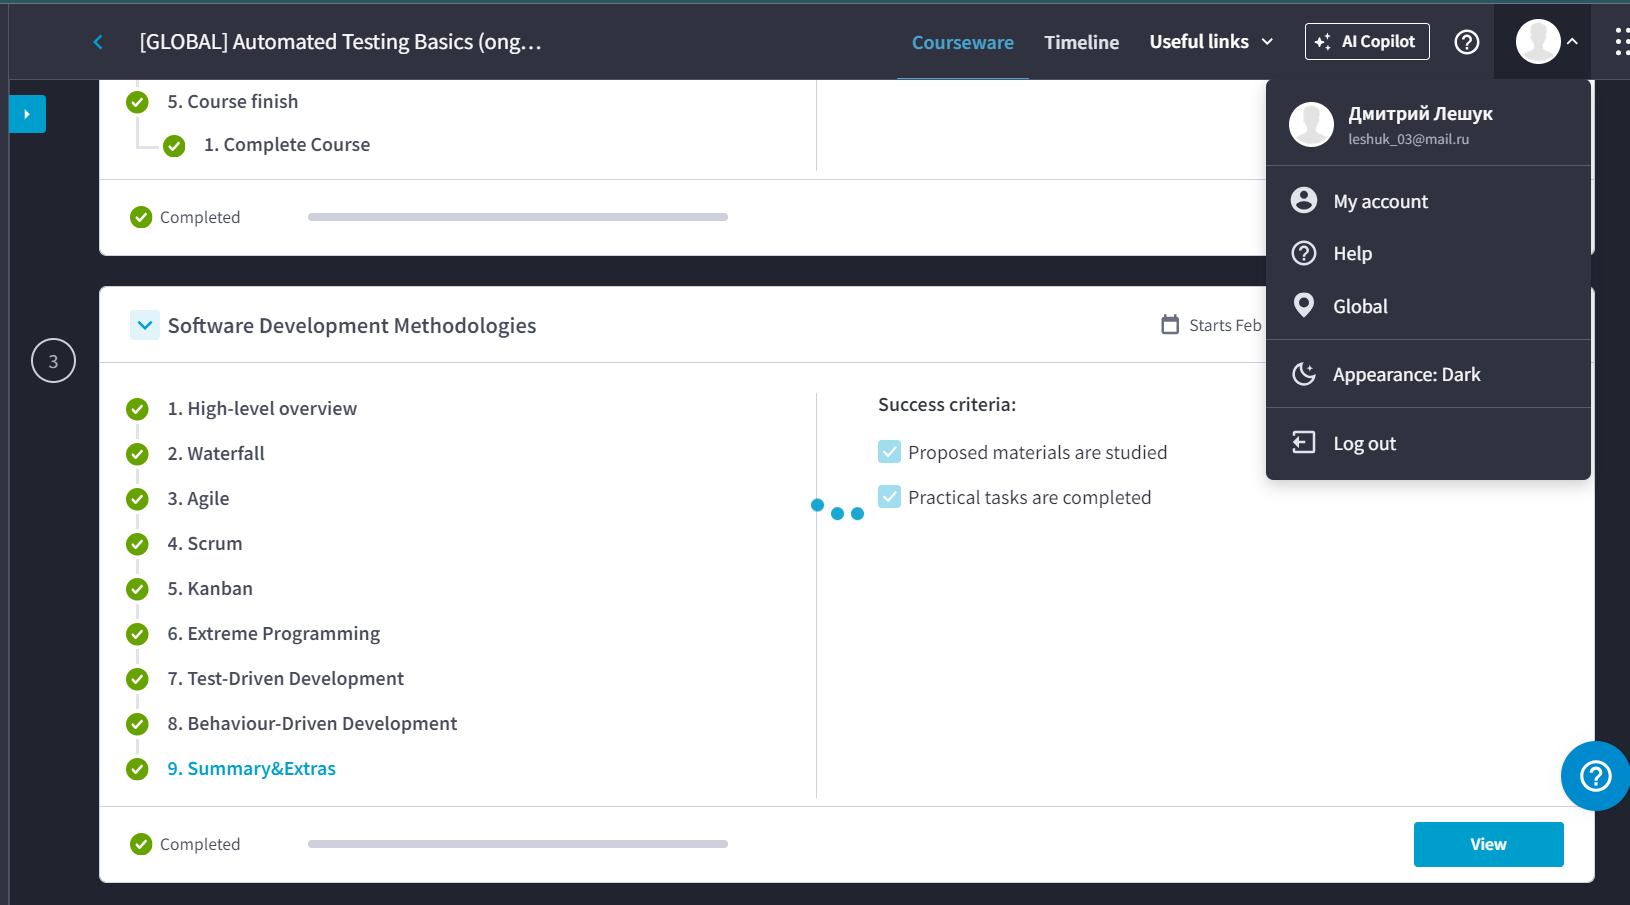 [GLOBAL] Automated Testing Basics (ong...
Courseware
Timeline
Useful links
AI Copilot
5. Course finish
1. Complete Course
Completed
Дмитрий Лешук
leshuk_03@mail.ru
My account
Help
Global
Appearance: Dark
Log out
3
Software Development Methodologies
Starts Feb
1. High-level overview
2. Waterfall
3. Agile
4. Scrum
5. Kanban
6. Extreme Programming
7. Test-Driven Development
8. Behaviour-Driven Development
9. Summary&Extras
Success criteria:
Proposed materials are studied
Practical tasks are completed
Completed
View